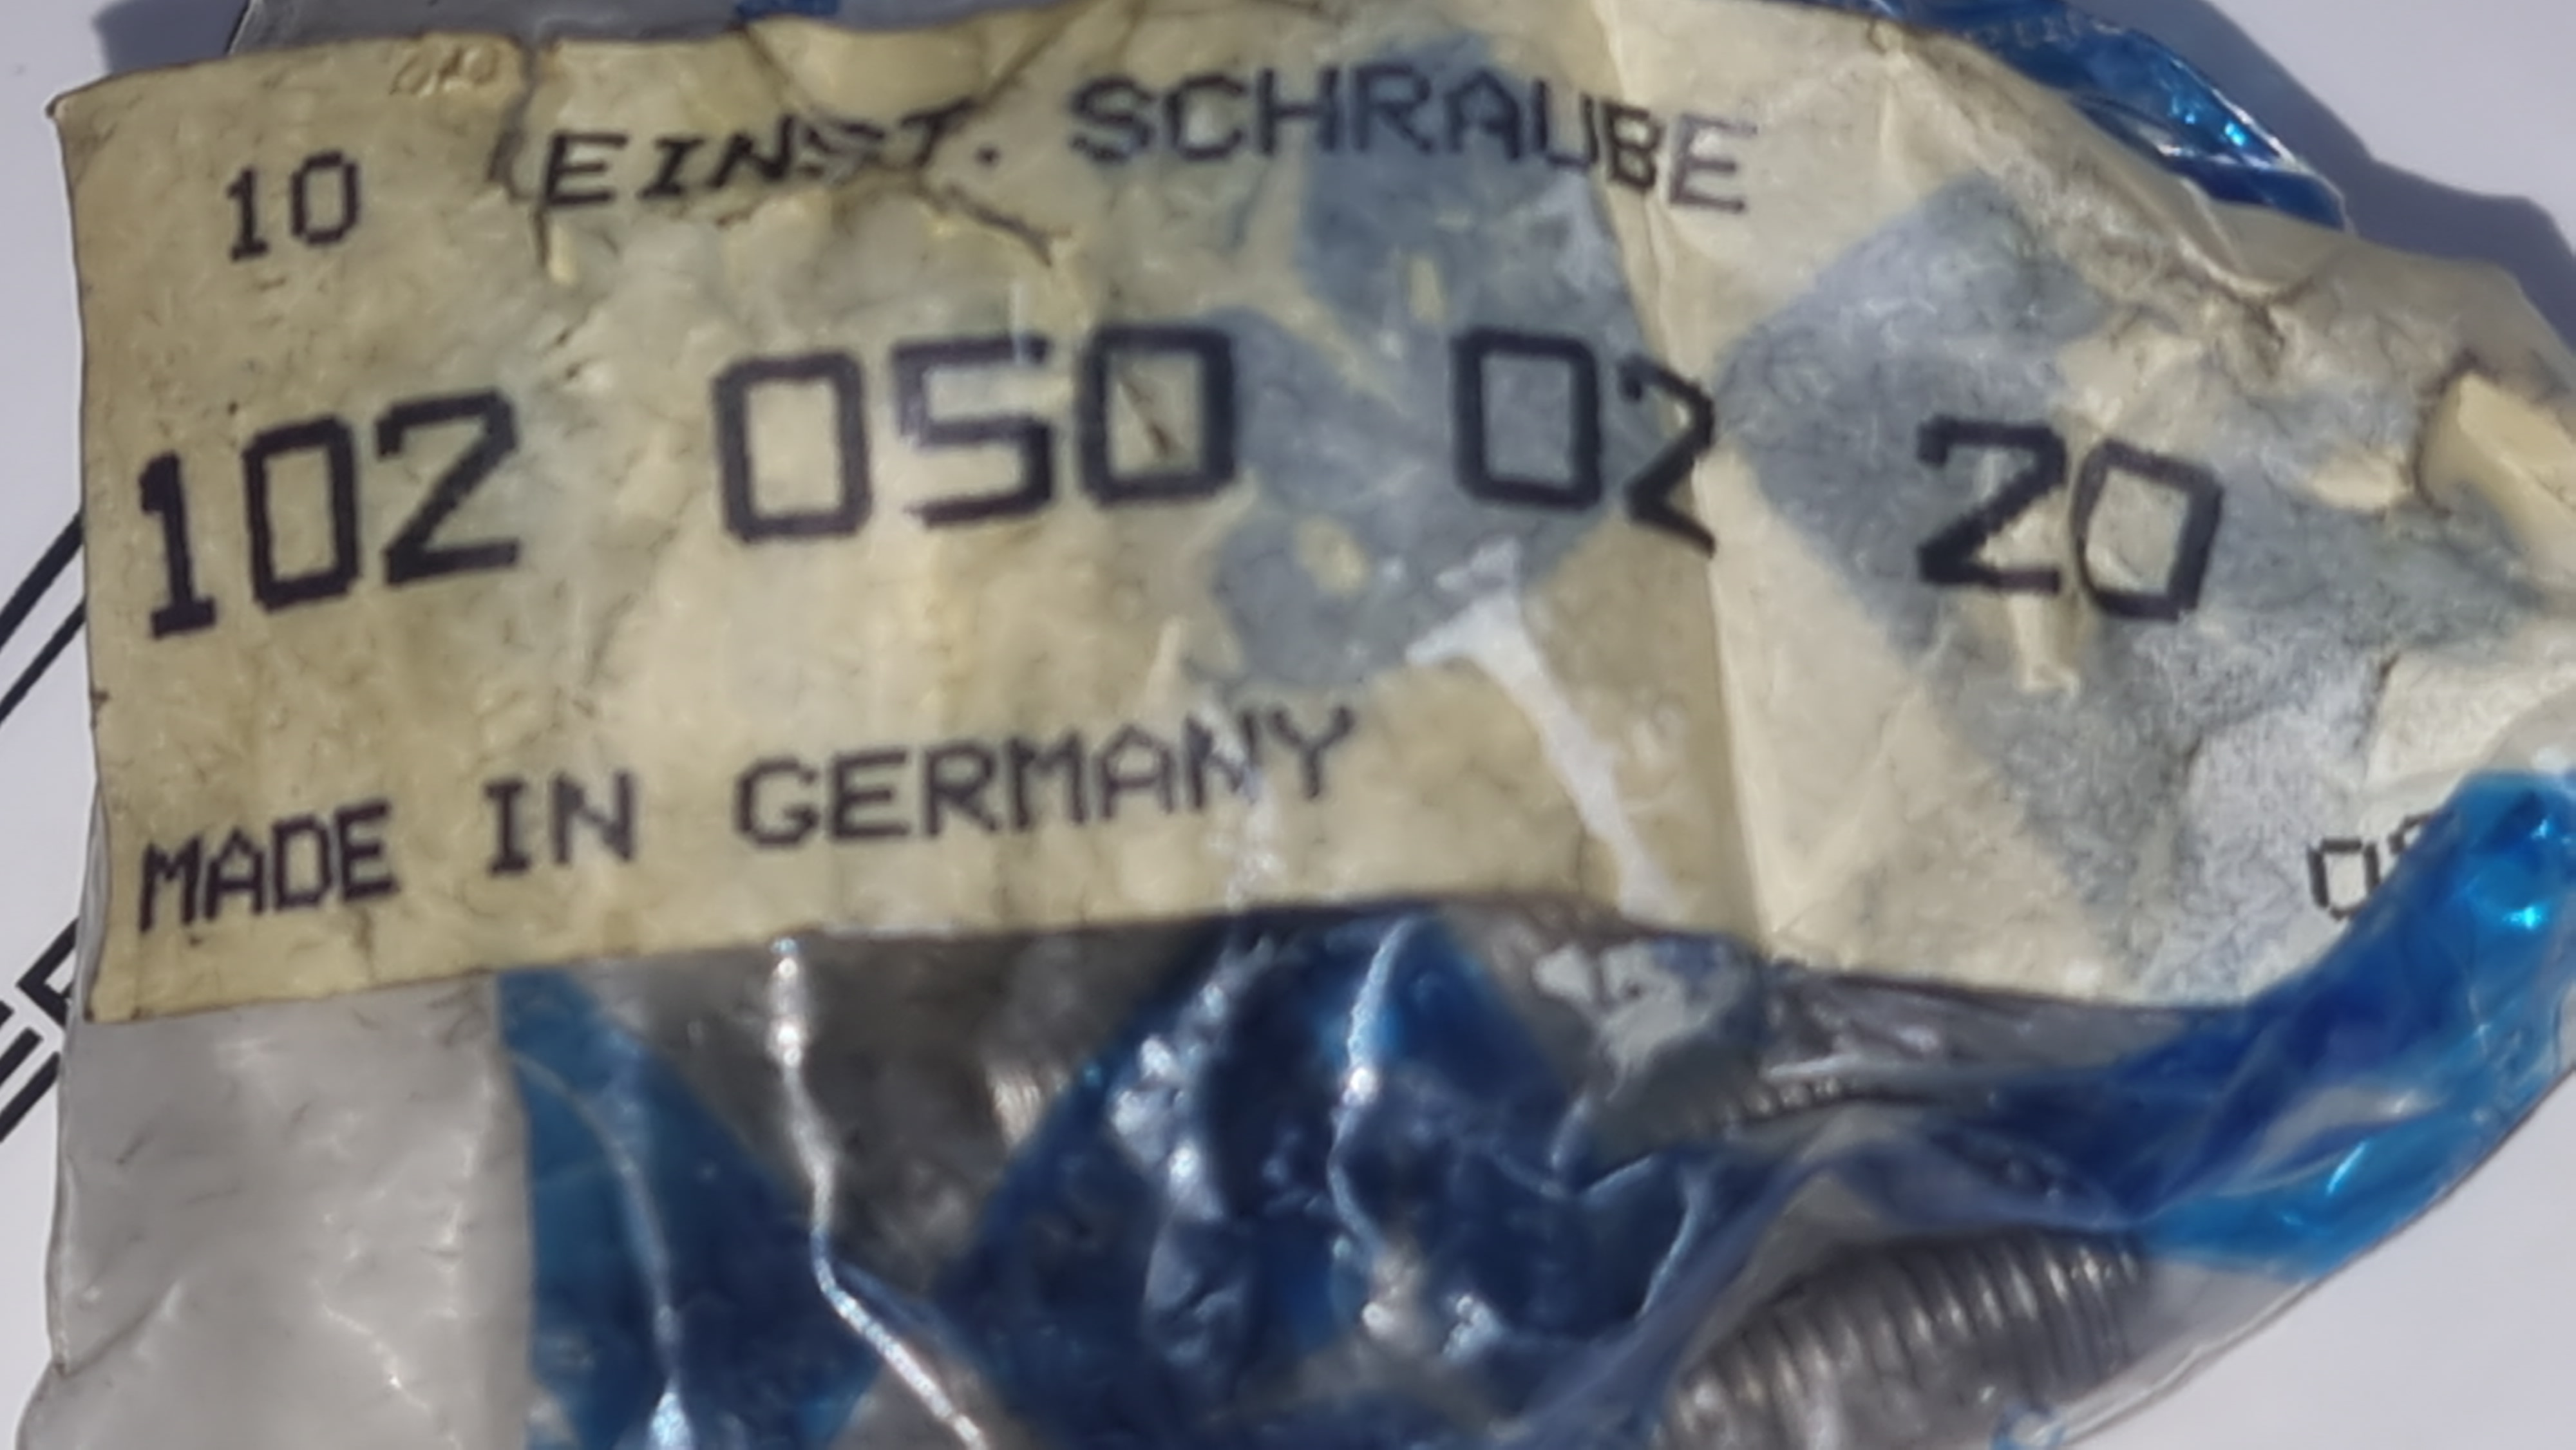 10 EINST. SCHRAUBE
102 050 02 20
MADE IN GERMANY